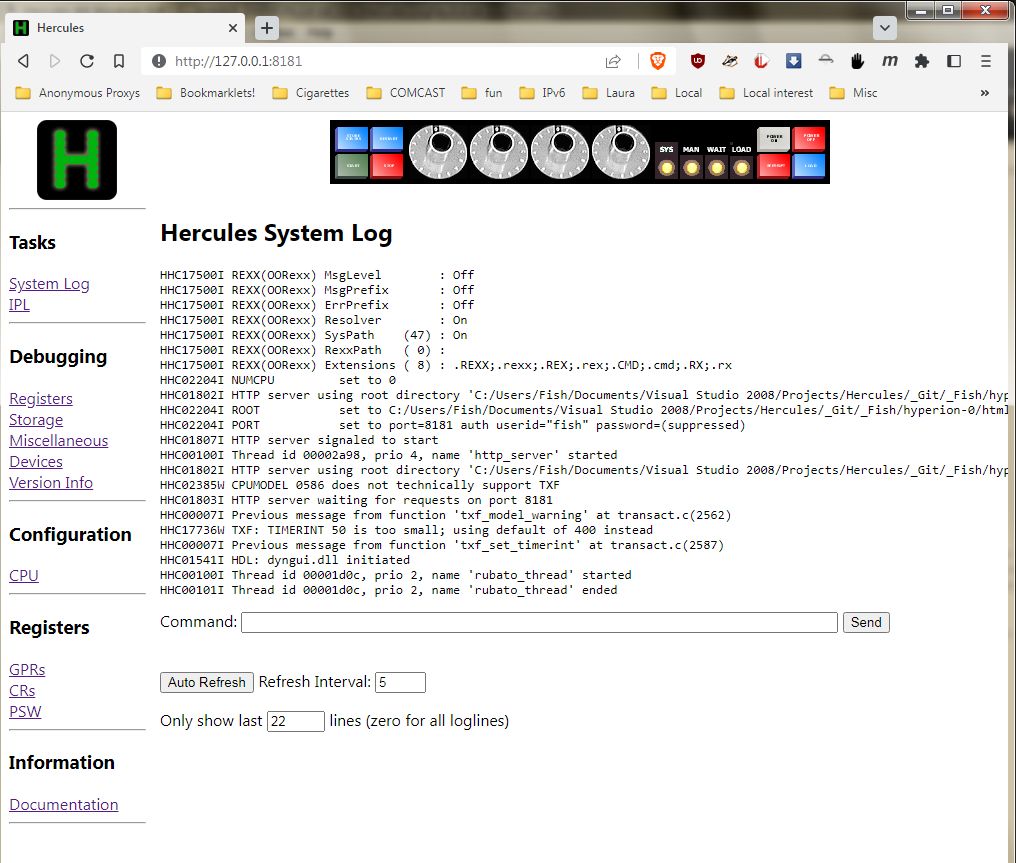 Hercules
http://127.0.0.1:8181
Anonymous Proxys
Bookmarklets!
Cigarettes
COMCAST
fun
IPv6
Laura
Local
Local interest
Misc
»
H
SYS MAN WAIT LOAD
POWER ON
POWER OFF
START
STOP
LOAD
Tasks
System Log
IPL
Debugging
Registers
Storage
Miscellaneous
Devices
Version Info
Configuration
CPU
Registers
GPRs
CRs
PSW
Information
Documentation
Hercules System Log
HHC17500I REXX(OORexx) MsgLevel        : Off
HHC17500I REXX(OORexx) MsgPrefix       : Off
HHC17500I REXX(OORexx) ErrPrefix       : Off
HHC17500I REXX(OORexx) Resolver        : On
HHC17500I REXX(OORexx) SysPath    (47) : On
HHC17500I REXX(OORexx) RexxPath   ( 0) :
HHC17500I REXX(OORexx) Extensions ( 8) : .REXX;.rexx;.REX;.rex;.CMD;.cmd;.RX;.rx
HHC02204I NUMCPU         set to 0
HHC01802I HTTP server using root directory 'C:/Users/Fish/Documents/Visual Studio 2008/Projects/Hercules/_Git/_Fish/hyp
HHC02204I ROOT           set to C:/Users/Fish/Documents/Visual Studio 2008/Projects/Hercules/_Git/_Fish/hyperion-0/html
HHC02204I PORT           set to port=8181 auth userid="fish" password=(suppressed)
HHC01807I HTTP server signaled to start
HHC00100I Thread id 00002a98, prio 4, name 'http_server' started
HHC01802I HTTP server using root directory 'C:/Users/Fish/Documents/Visual Studio 2008/Projects/Hercules/_Git/_Fish/hyp
HHC02385W CPUMODEL 0586 does not technically support TXF
HHC01803I HTTP server waiting for requests on port 8181
HHC00007I Previous message from function 'txf_model_warning' at transact.c(2562)
HHC17736W TXF: TIMERINT 50 is too small; using default of 400 instead
HHC00007I Previous message from function 'txf_set_timerint' at transact.c(2587)
HHC01541I HDL: dyngui.dll initiated
HHC00100I Thread id 00001d0c, prio 2, name 'rubato_thread' started
HHC00101I Thread id 00001d0c, prio 2, name 'rubato_thread' ended
Command:
Send
Auto Refresh Refresh Interval: 5
Only show last 22 lines (zero for all loglines)